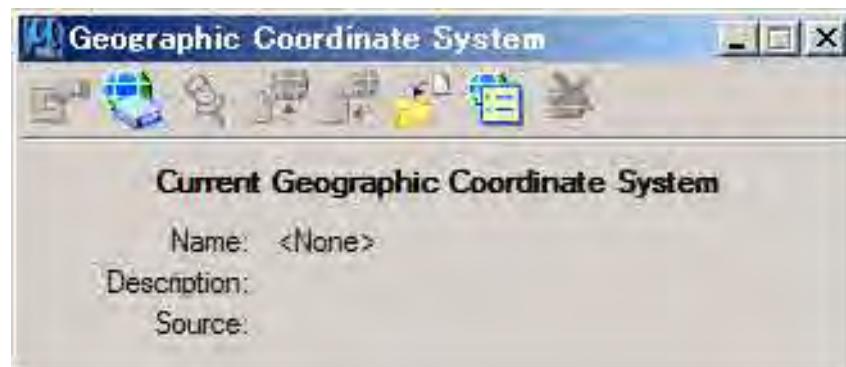 Geographic Coordinate System
Current Geographic Coordinate System
Name: <None>
Description:
Source: